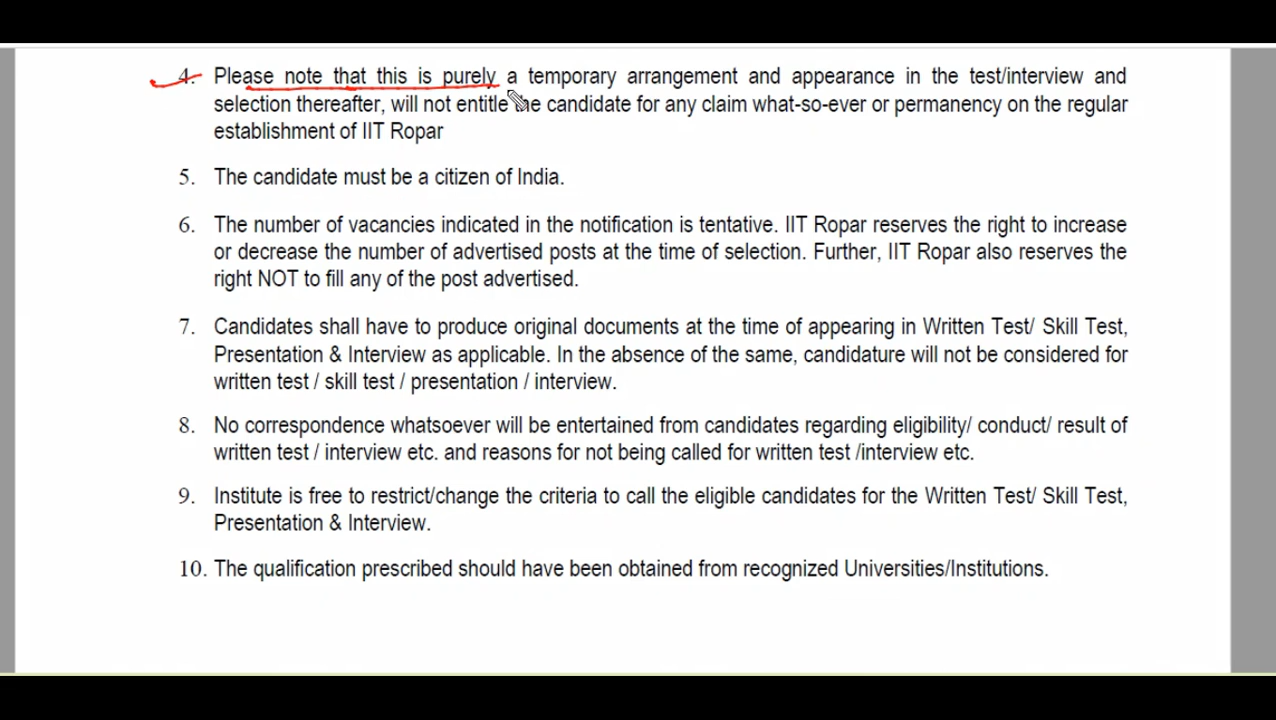 4. Please note that this is purely a temporary arrangement and appearance in the test/interview and
selection thereafter, will not entitle the candidate for any claim what-so-ever or permanency on the regular
establishment of IIT Ropar
5. The candidate must be a citizen of India.
6. The number of vacancies indicated in the notification is tentative. IIT Ropar reserves the right to increase
or decrease the number of advertised posts at the time of selection. Further, IIT Ropar also reserves the
right NOT to fill any of the post advertised.
7. Candidates shall have to produce original documents at the time of appearing in Written Test/ Skill Test,
Presentation & Interview as applicable. In the absence of the same, candidature will not be considered for
written test / skill test / presentation / interview.
8. No correspondence whatsoever will be entertained from candidates regarding eligibility/ conduct/ result of
written test / interview etc. and reasons for not being called for written test /interview etc.
9. Institute is free to restrict/change the criteria to call the eligible candidates for the Written Test/ Skill Test,
Presentation & Interview.
10. The qualification prescribed should have been obtained from recognized Universities/Institutions.